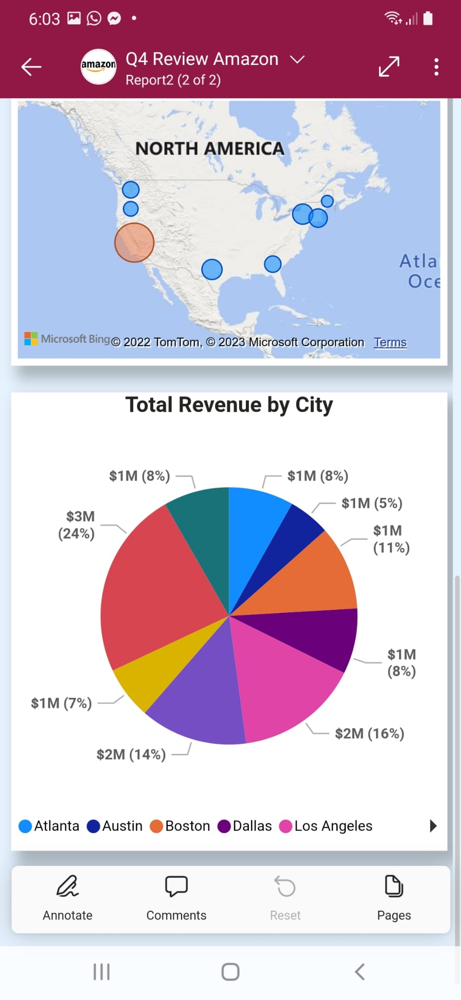 6:03
amazon
Q4 Review Amazon
Report2 (2 of 2)
NORTH AMERICA
Atla
Oce
Microsoft Bing
© 2022 TomTom, © 2023 Microsoft Corporation Terms
Total Revenue by City
$1M (8%)
$1M (8%)
$1M (5%)
$3M
(24%)
$1M
(11%)
$1M
(8%)
$1M (7%)
$2M (16%)
$2M (14%)
Atlanta Austin Boston Dallas Los Angeles
Annotate Comments Reset Pages